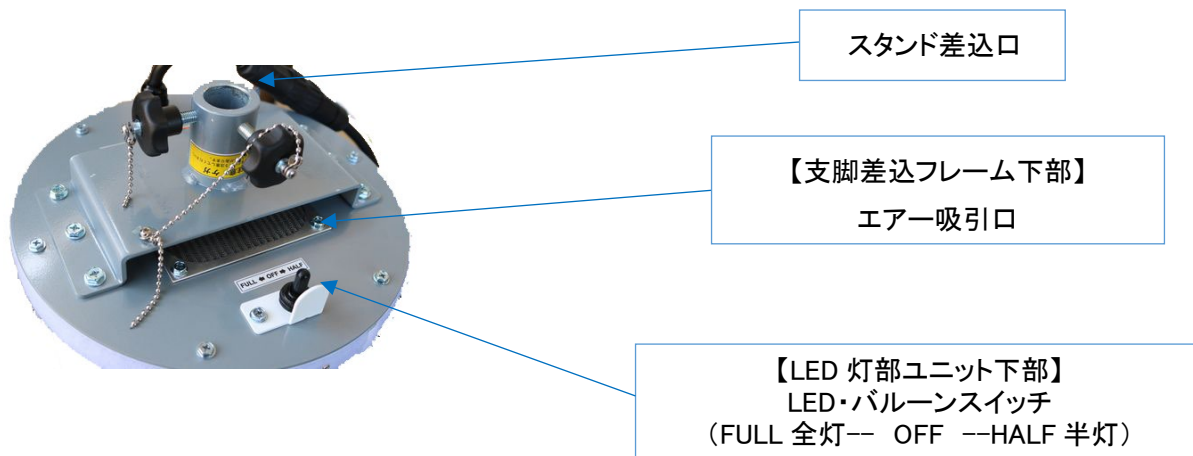 スタンド差込口
【支脚差込フレーム下部】
エアー吸引口
FULL ⬅ OFF ➡ HALF
【LED 灯部ユニット下部】
LED・バルーンスイッチ
(FULL 全灯-- OFF --HALF 半灯)